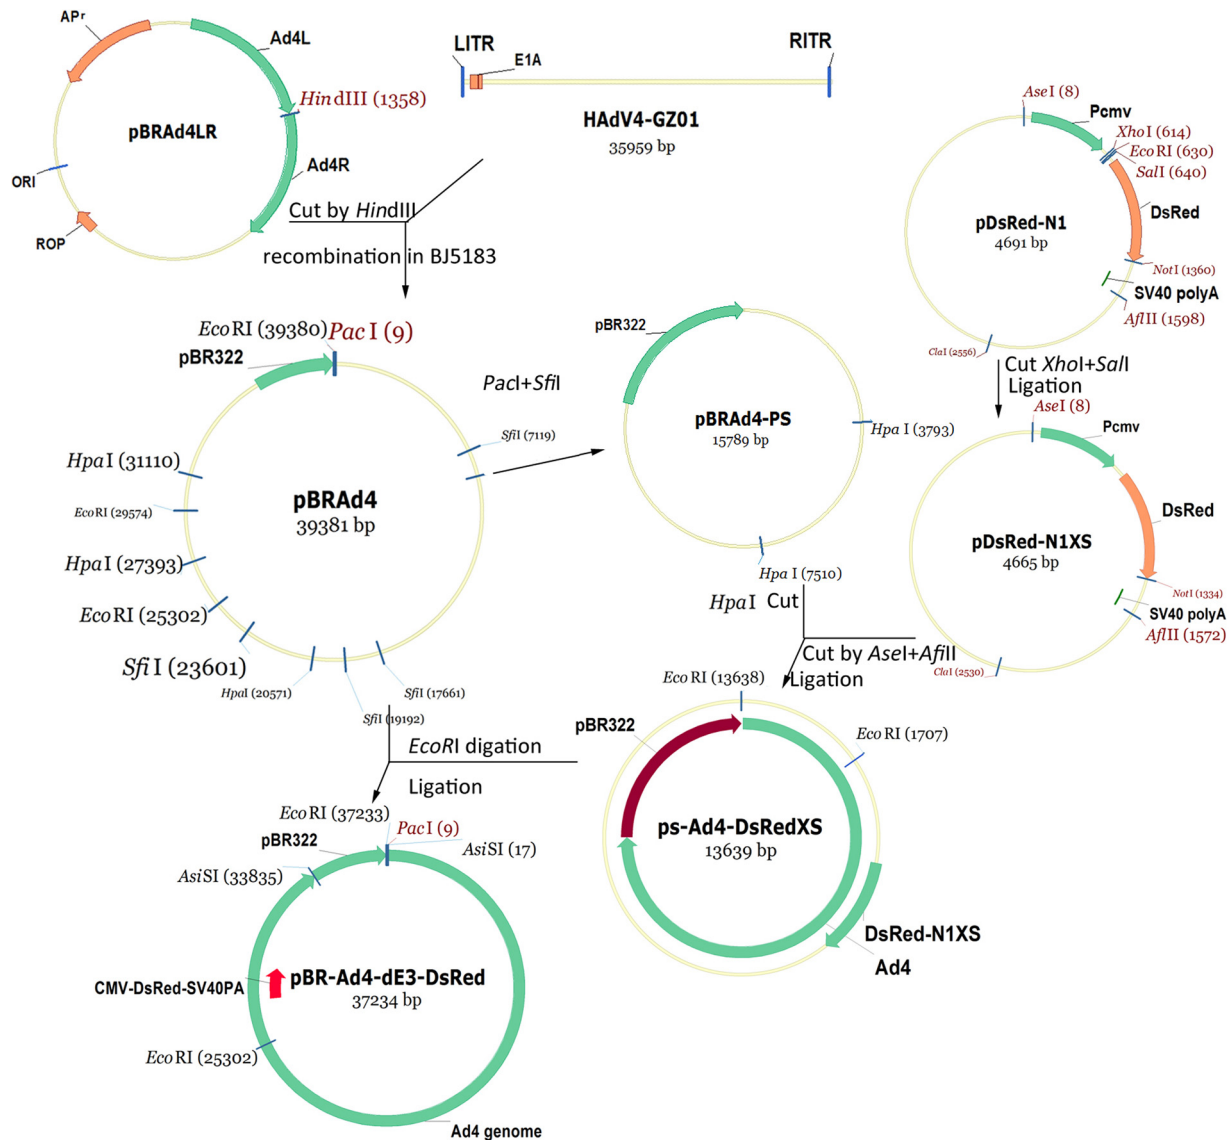 APʳ
Ad4L
HindIII (1358)
pBRAd4LR
Ad4R
ORI
ROP
LITR
RITR
E1A
HAdV4-GZ01
35959 bp
Cut by HindIII
recombination in BJ5183
AseI (8)
Pcmv
XhoI (614)
EcoRI (630)
SalI (640)
pDsRed-N1
4691 bp
DsRed
NotI (1360)
SV40 polyA
AflII (1598)
ClaI (2556)
Cut XhoI+SalI
Ligation
EcoRI (39380)
PacI (9)
pBR322
SfiI (7119)
HpaI (31110)
EcoRI (29574)
pBRAd4
39381 bp
HpaI (27393)
EcoRI (25302)
SfiI (23601)
HpaI (20571)
SfiI (19192)
SfiI (17661)
PacI+SfiI
pBR322
pBRAd4-PS
15789 bp
HpaI (3793)
HpaI (7510)
HpaI Cut
AseI (8)
Pcmv
DsRed
pDsRed-N1XS
4665 bp
NotI (1334)
SV40 polyA
AflII (1572)
ClaI (2530)
Cut by AseI+AfiII
Ligation
EcoRI (13638)
pBR322
EcoRI (1707)
ps-Ad4-DsRedXS
13639 bp
DsRed-N1XS
Ad4
EcoRI digation
Ligation
EcoRI (37233)
PacI (9)
pBR322
AsiSI (17)
AsiSI (33835)
pBR-Ad4-dE3-DsRed
37234 bp
CMV-DsRed-SV40PA
EcoRI (25302)
Ad4 genome